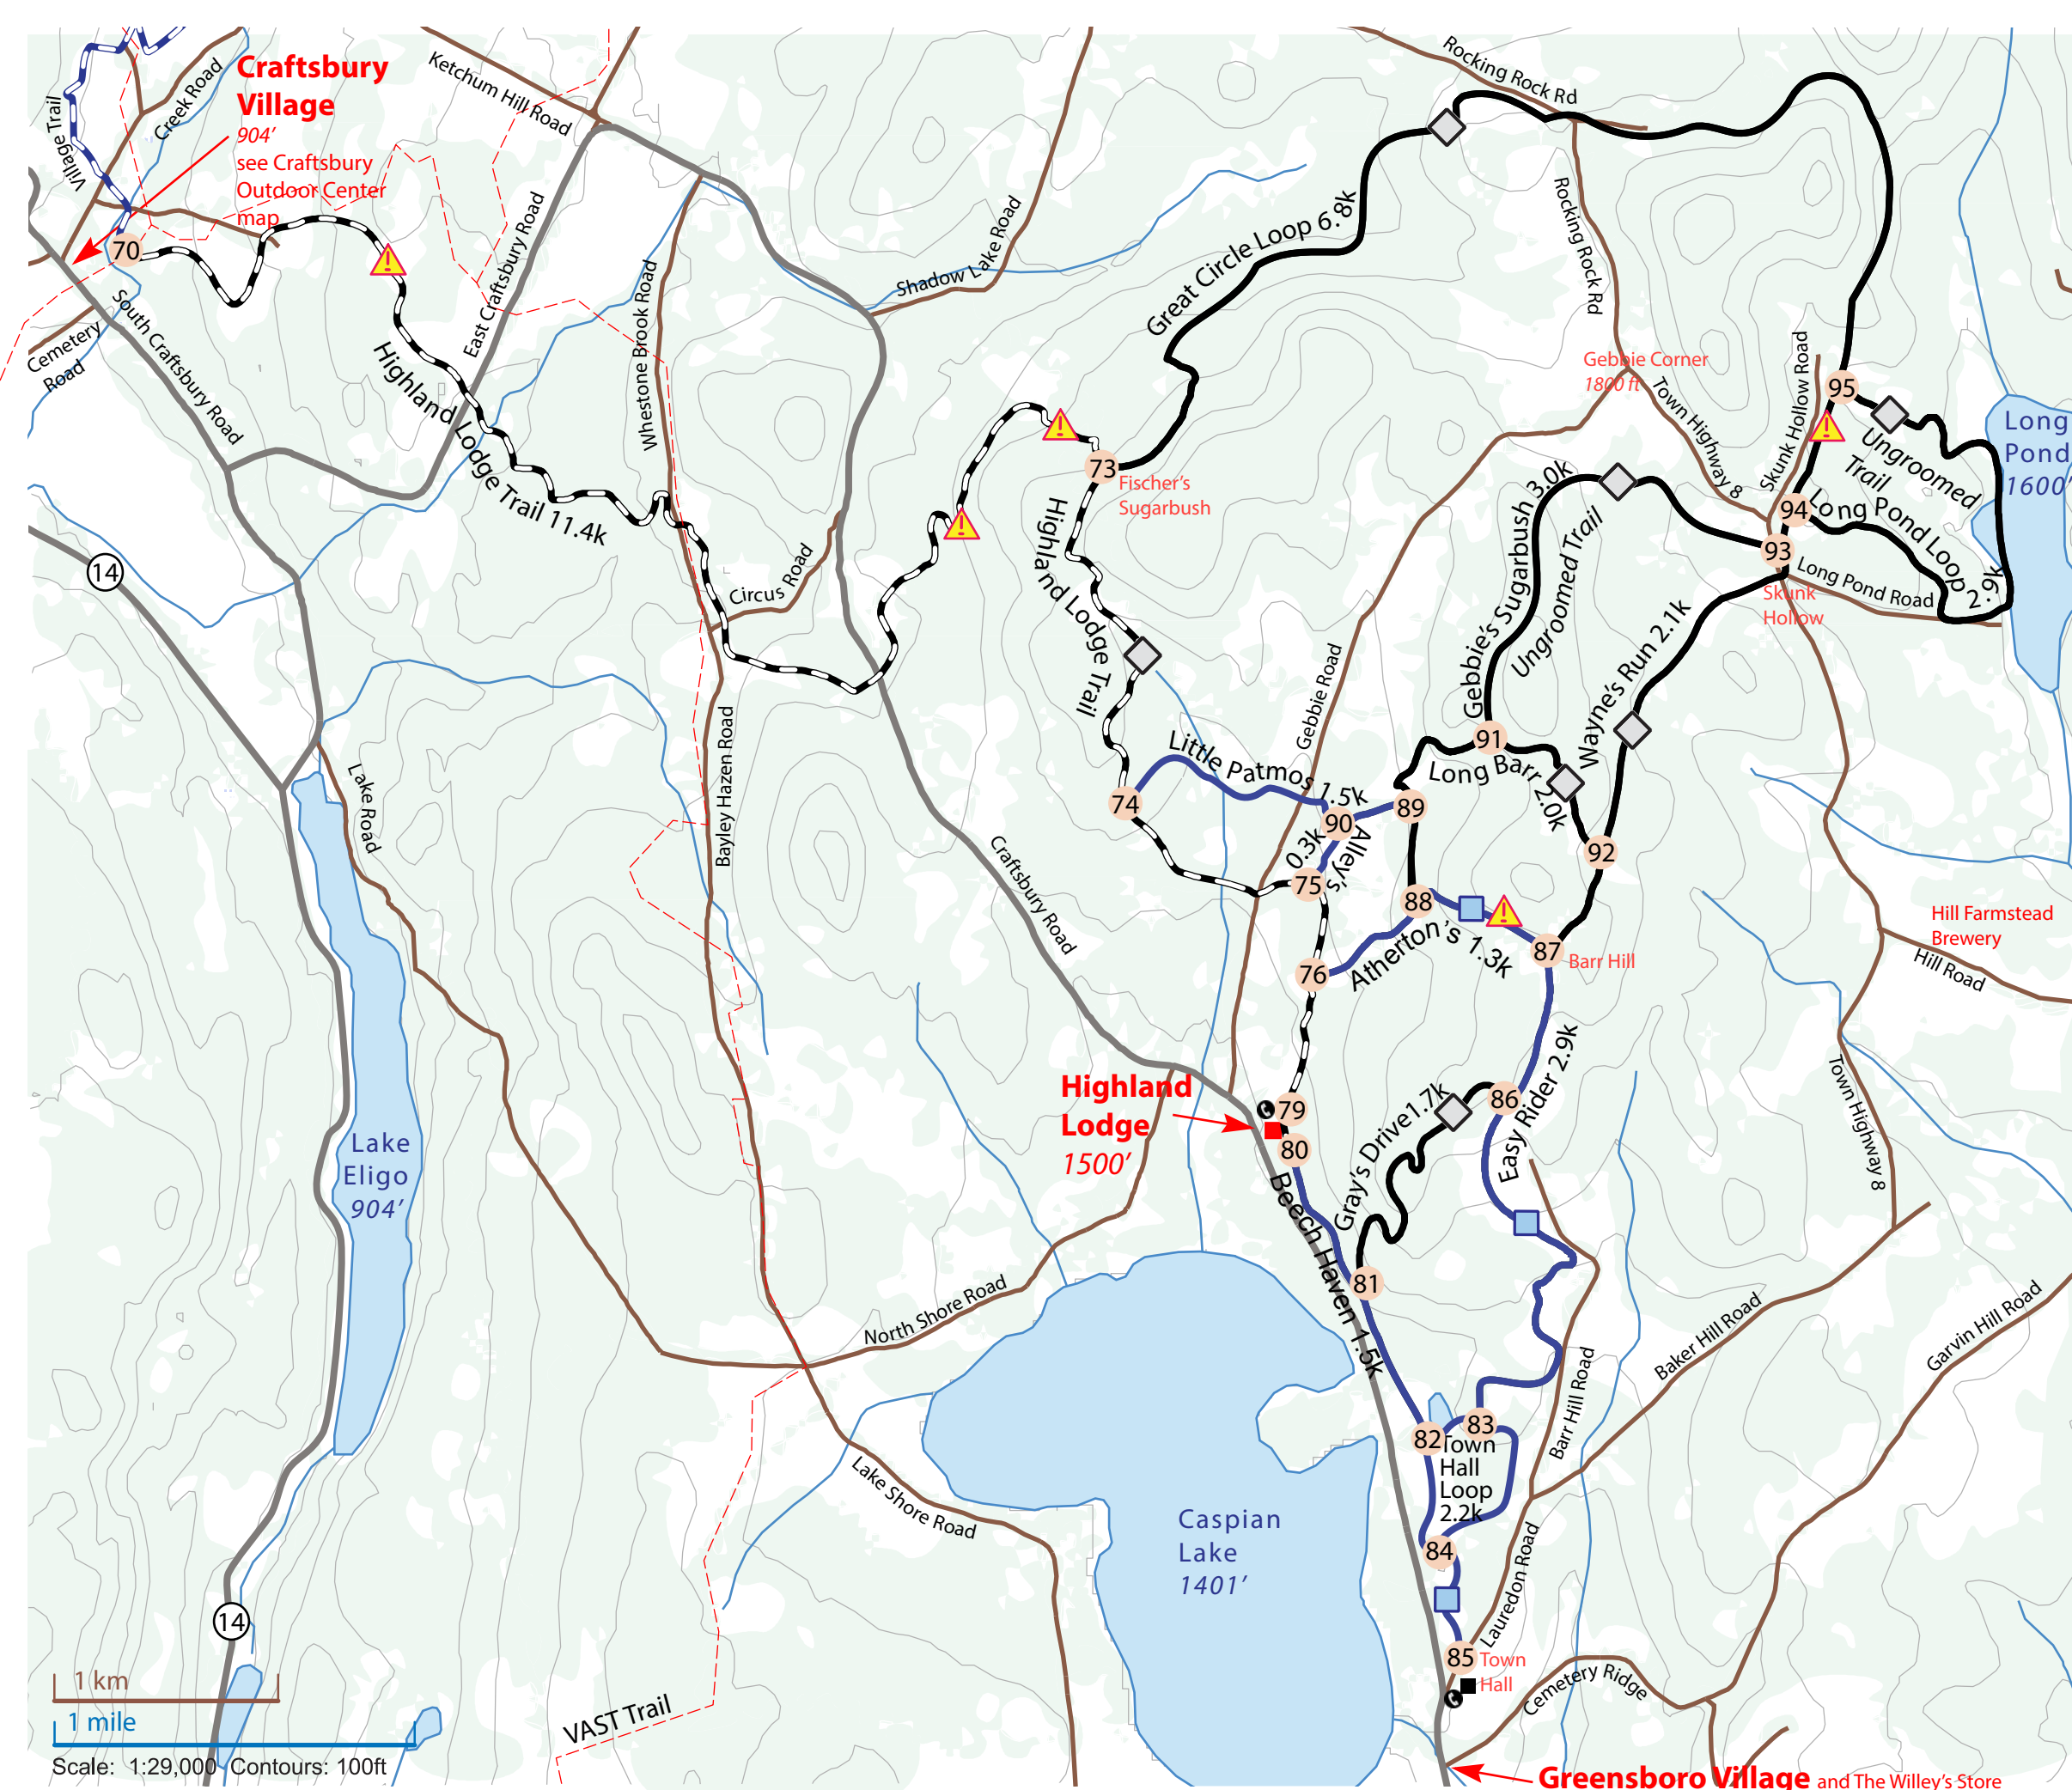 Craftsbury
Village
904’
see Craftsbury
Outdoor Center
map
Village Trail
Creek Road
Ketchum Hill Road
Rocking Rock Rd
70
South Craftsbury Road
Cemetery
Road
East Craftsbury Road
Highland Lodge Trail 11.4k
Whestone Brook Road
Shadow Lake Road
Great Circle Loop 6.8k
Rocking Rock Rd
Gebbie Corner
1800 ft
Town Highway 8
Skunk Hollow Road
95
Ungroomed
Trail
Long
Pond
1600’
73
Fischer’s
Sugarbush
94
Long Pond Loop 2.9k
93
Long Pond Road
Skunk
Hollow
14
Circus Road
Highland Lodge Trail
Gebbie’s Sugarbush 3.0k
Ungroomed Trail
Wayne’s Run 2.1k
Gebbie Road
91
Long Barr 2.0k
Little Patmos 1.5k
74
90
89
0.3k
Alley’s
92
75
88
Atherton’s 1.3k
87
Barr Hill
76
Bayley Hazen Road
Lake Road
Craftsbury Road
Hill Farmstead
Brewery
Hill Road
Town Highway 8
Highland
Lodge
1500’
79
80
86
Gray’s Drive1.7k
Easy Rider 2.9k
Beech Haven 1.5k
81
Lake
Eligo
904’
North Shore Road
Baker Hill Road
Garvin Hill Road
Barr Hill Road
82
83
Town
Hall
Loop
2.2k
84
Lake Shore Road
Caspian
Lake
1401’
Lauredon Road
85
Town
Hall
Cemetery Ridge
14
1 km
1 mile
Scale: 1:29,000 Contours: 100ft
VAST Trail
Greensboro Village and The Willey’s Store